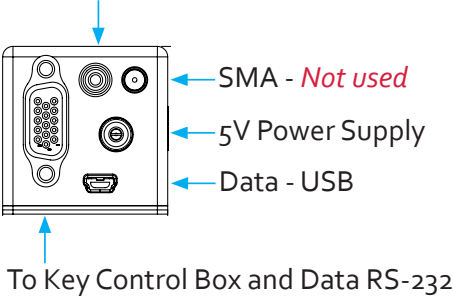 SMA - Not used
5V Power Supply
Data - USB
To Key Control Box and Data RS-232